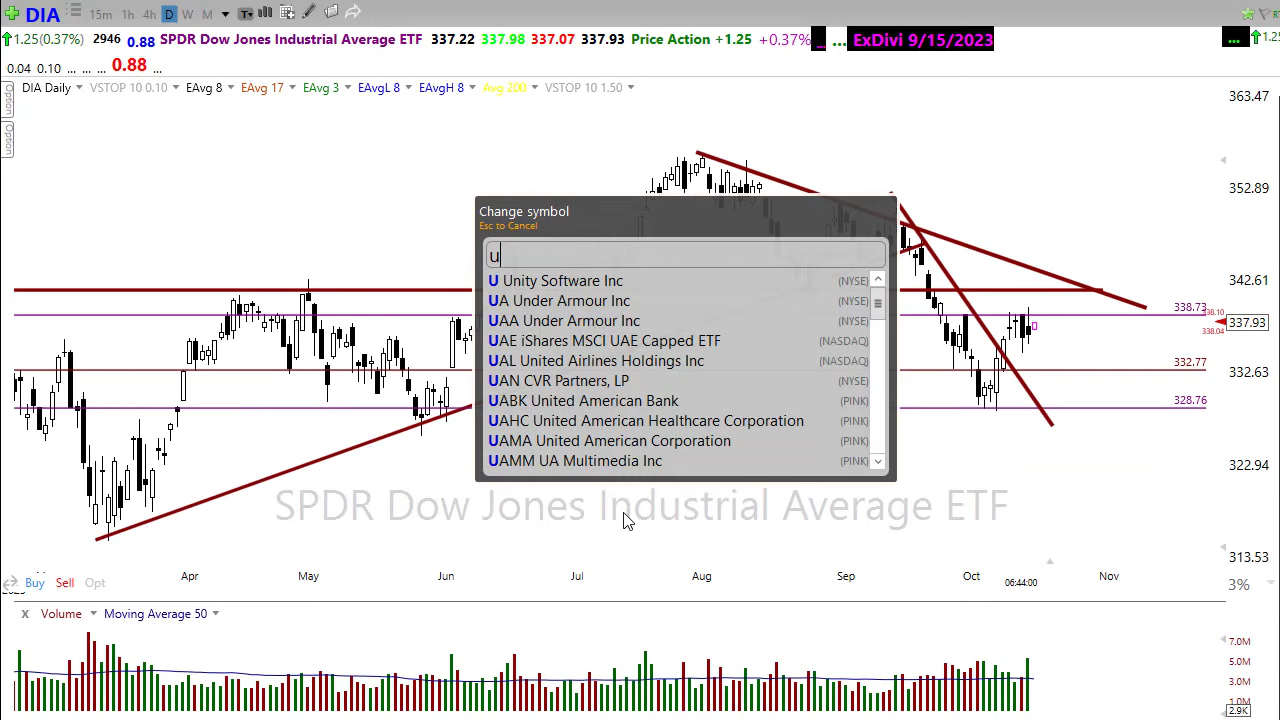 DIA
15m 1h 4h D W M
1.25(0.37%) 2946 0.88 SPDR Dow Jones Industrial Average ETF 337.22 337.98 337.07 337.93 Price Action +1.25 +0.37% ... ... ExDivi 9/15/2023 ...
0.04 0.10 ... ... ... 0.88 ...
DIA Daily VSTOP 10 0.10 EAvg 8 EAvg 17 EAvg 3 EAvgL 8 EAvgH 8 Avg 200 VSTOP 10 1.50
Option
Option
363.47
352.89
342.61
338.73
338.10
337.93
338.04
332.77
332.63
328.76
322.94
313.53
Change symbol
Esc to Cancel
u
U Unity Software Inc (NYSE)
UA Under Armour Inc (NYSE)
UAA Under Armour Inc (NYSE)
UAE iShares MSCI UAE Capped ETF (NASDAQ)
UAL United Airlines Holdings Inc (NASDAQ)
UAN CVR Partners, LP (NYSE)
UABK United American Bank (PINK)
UAHC United American Healthcare Corporation (PINK)
UAMA United American Corporation (PINK)
UAMM UA Multimedia Inc (PINK)
SPDR Dow Jones Industrial Average ETF
Apr May Jun Jul Aug Sep Oct 06:44:00 Nov
Buy Sell Opt 3%
X Volume Moving Average 50
7.0M
5.0M
3.0M
1.0M
2.9K